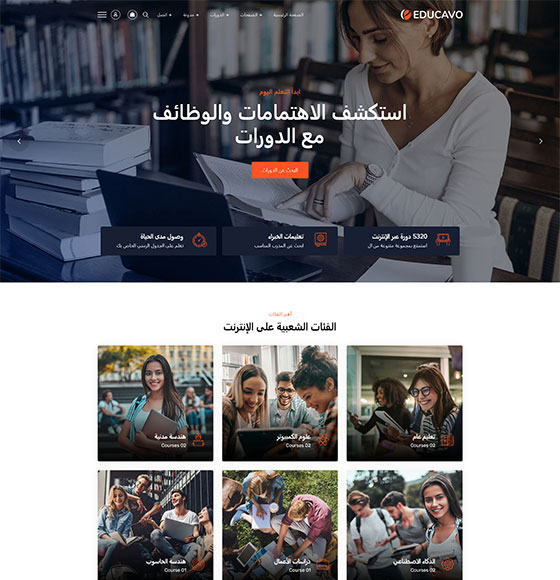 EDUCAVO
الصفحة الرئيسية
الصفحات
الدورات
مدونة
اتصل
ابدأ التعلم اليوم
استكشف الاهتمامات والوظائف
مع الدورات
البحث عن الدورات
5320 دورة عبر الإنترنت
استمتع بمجموعة متنوعة من ال
تعليمات الخبراء
ابحث عن المدرب المناسب
وصول مدى الحياة
تعلم على الجدول الزمني الخاص بك
أهم الفئات
الفئات الشعبية على الإنترنت
تعليم عام
Courses 02
علوم الكمبيوتر
Courses 02
هندسة مدنية
Courses 02
الذكاء الاصطناعي
Courses 02
دراسات الأعمال
Course 01
هندسة الحاسوب
Course 01